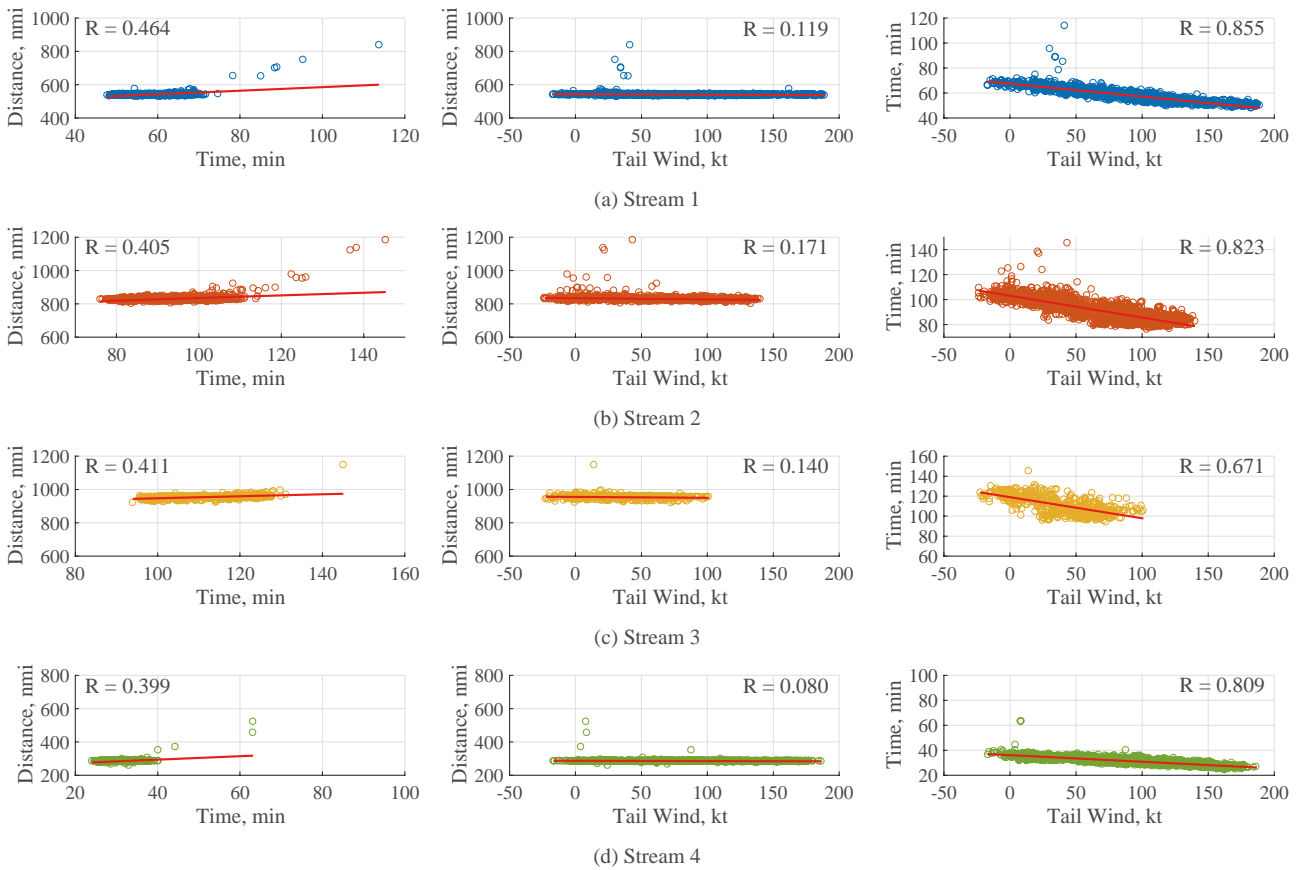 R = 0.464
Distance, nmi
1000
800
600
400
40 60 80 100 120
Time, min
R = 0.119
Distance, nmi
1000
800
600
400
-50 0 50 100 150 200
Tail Wind, kt
R = 0.855
Time, min
120
100
80
60
40
-50 0 50 100 150 200
Tail Wind, kt
(a) Stream 1
R = 0.405
Distance, nmi
1200
1000
800
600
80 100 120 140
Time, min
R = 0.171
Distance, nmi
1200
1000
800
600
-50 0 50 100 150 200
Tail Wind, kt
R = 0.823
Time, min
140
120
100
80
-50 0 50 100 150 200
Tail Wind, kt
(b) Stream 2
R = 0.411
Distance, nmi
1200
1000
800
600
80 100 120 140 160
Time, min
R = 0.140
Distance, nmi
1200
1000
800
600
-50 0 50 100 150 200
Tail Wind, kt
R = 0.671
Time, min
160
140
120
100
80
60
-50 0 50 100 150 200
Tail Wind, kt
(c) Stream 3
R = 0.399
Distance, nmi
800
600
400
200
20 40 60 80 100
Time, min
R = 0.080
Distance, nmi
800
600
400
200
-50 0 50 100 150 200
Tail Wind, kt
R = 0.809
Time, min
100
80
60
40
20
-50 0 50 100 150 200
Tail Wind, kt
(d) Stream 4